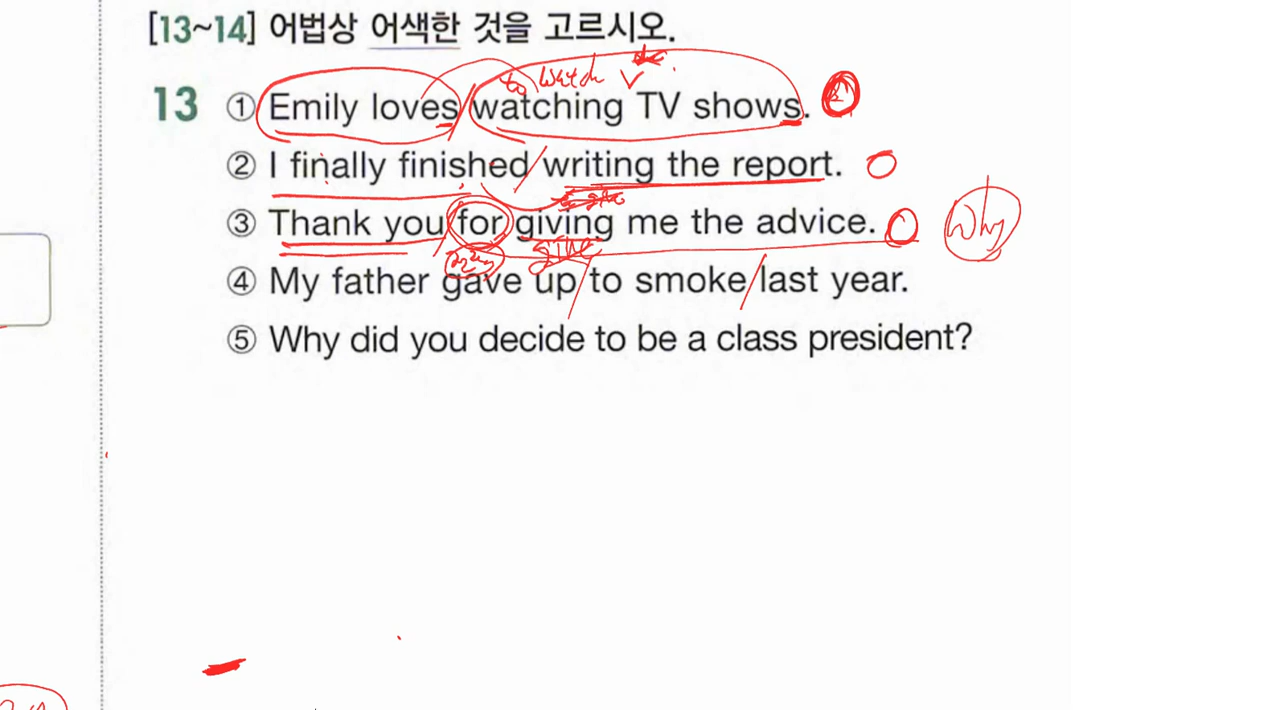 [13~14] 어법상 어색한 것을 고르시오.
to watch the
13 ① Emily loves watching TV shows.
② I finally finished writing the report.
③ Thank you for giving me the advice. Why
give
④ My father gave up to smoke last year.
⑤ Why did you decide to be a class president?